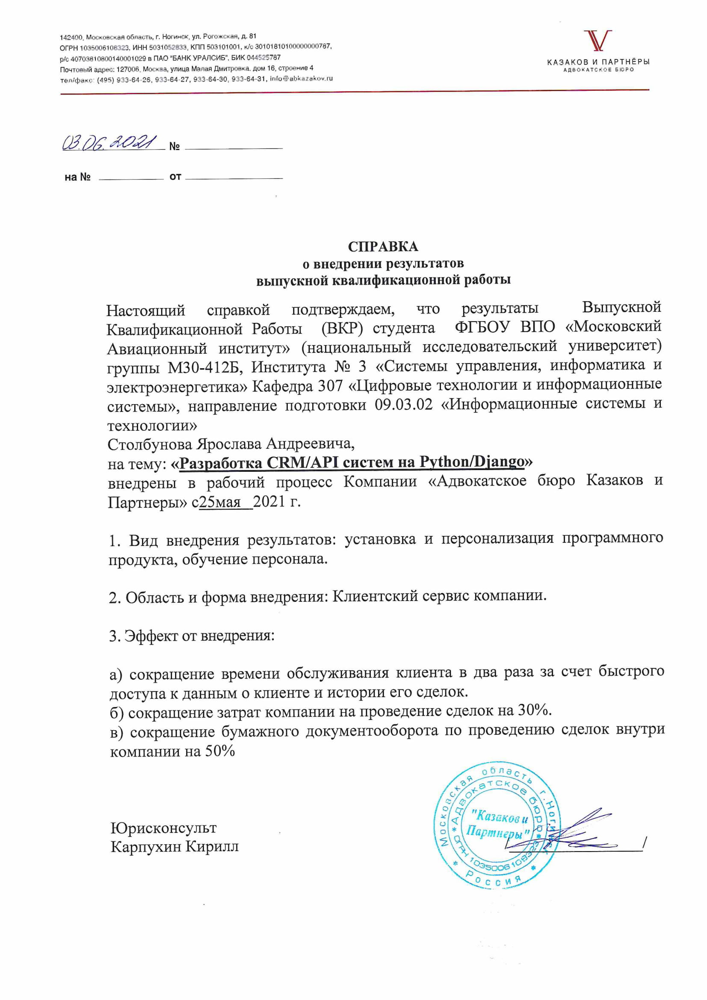 142400, Московская область, г. Ногинск, ул. Рогожская, д. 81
ОГРН 1035006108323, ИНН 5031052833, КПП 503101001, к/с 30101810100000000787,
р/с 40703810800140001029 в ПАО "БАНК УРАЛСИБ", БИК 044525787
Почтовый адрес: 127006, Москва, улица Малая Дмитровка, дом 16, строение 4
тел/факс: (495) 933-64-26, 933-64-27, 933-64-30, 933-64-31, info@abkazakov.ru
КАЗАКОВ И ПАРТНЁРЫ
АДВОКАТСКОЕ БЮРО
03.06.2021 №
на № от
СПРАВКА
о внедрении результатов
выпускной квалификационной работы
Настоящий справкой подтверждаем, что результаты Выпускной
Квалификационной Работы (ВКР) студента ФГБОУ ВПО «Московский
Авиационный институт» (национальный исследовательский университет)
группы М30-412Б, Института № 3 «Системы управления, информатика и
электроэнергетика» Кафедра 307 «Цифровые технологии и информационные
системы», направление подготовки 09.03.02 «Информационные системы и
технологии»
Столбунова Ярослава Андреевича,
на тему: «Разработка CRM/API систем на Python/Django»
внедрены в рабочий процесс Компании «Адвокатское бюро Казаков и
Партнеры» с25мая 2021 г.
1. Вид внедрения результатов: установка и персонализация программного
продукта, обучение персонала.
2. Область и форма внедрения: Клиентский сервис компании.
3. Эффект от внедрения:
а) сокращение времени обслуживания клиента в два раза за счет быстрого
доступа к данным о клиенте и истории его сделок.
б) сокращение затрат компании на проведение сделок на 30%.
в) сокращение бумажного документооборота по проведению сделок внутри
компании на 50%
Юрисконсульт
Карпухин Кирилл
/ /
Московская область г. Ногинск
* Россия *
*Адвокатское бюро*
ОГРН 1035006108323
"Казаков и
Партнеры"